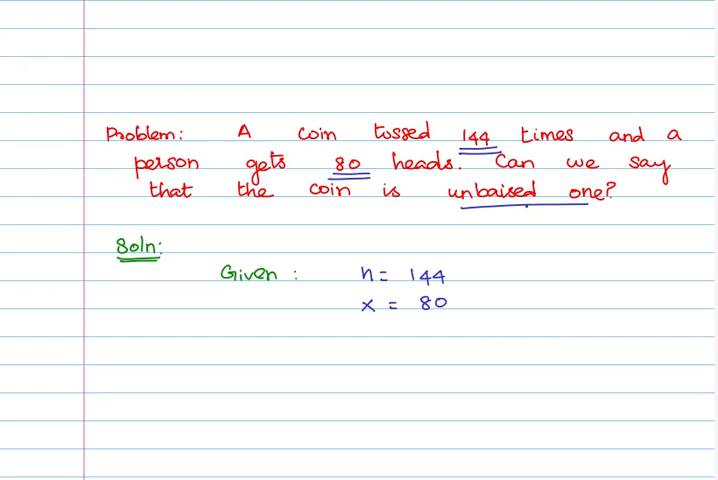 Problem: A coin tossed 144 times and a
person gets 80 heads. Can we say
that the coin is unbaised one?
Soln:
Given : n = 144
x = 80